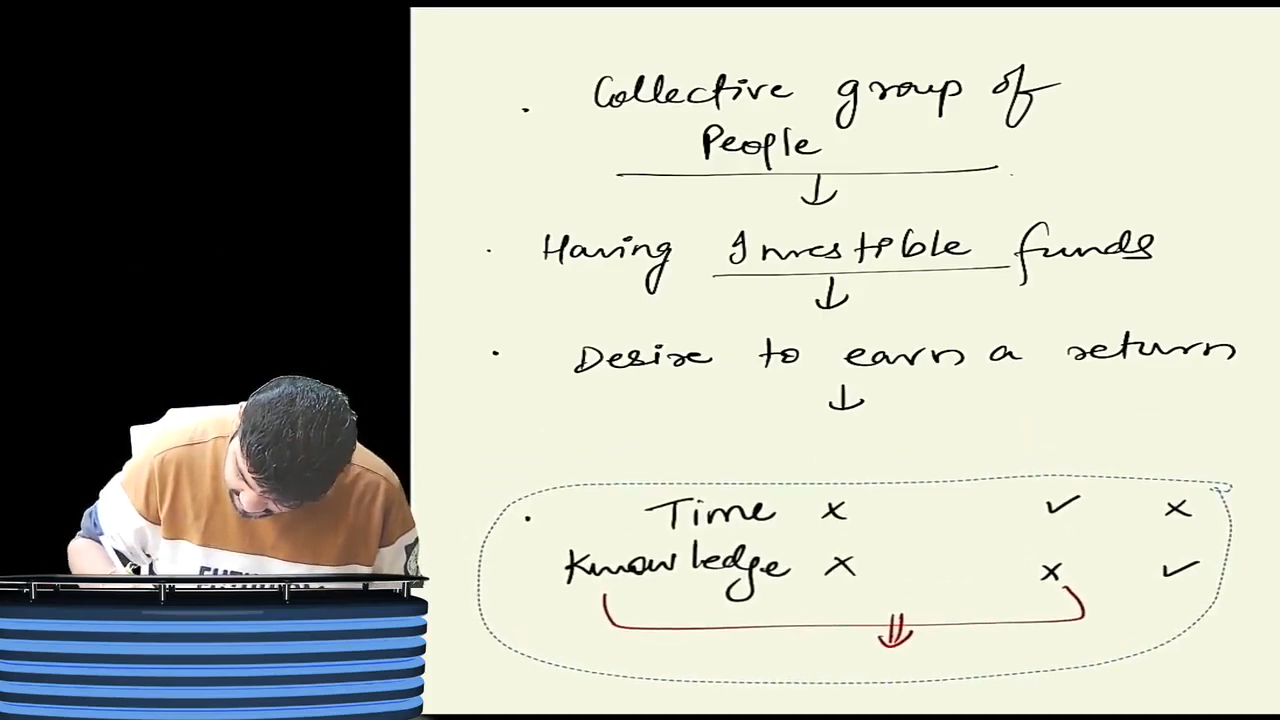 . Collective group of
People
↓
. Having Investible funds
↓
. Desire to earn a return
↓
. Time x ✓ x
Knowledge x x ✓